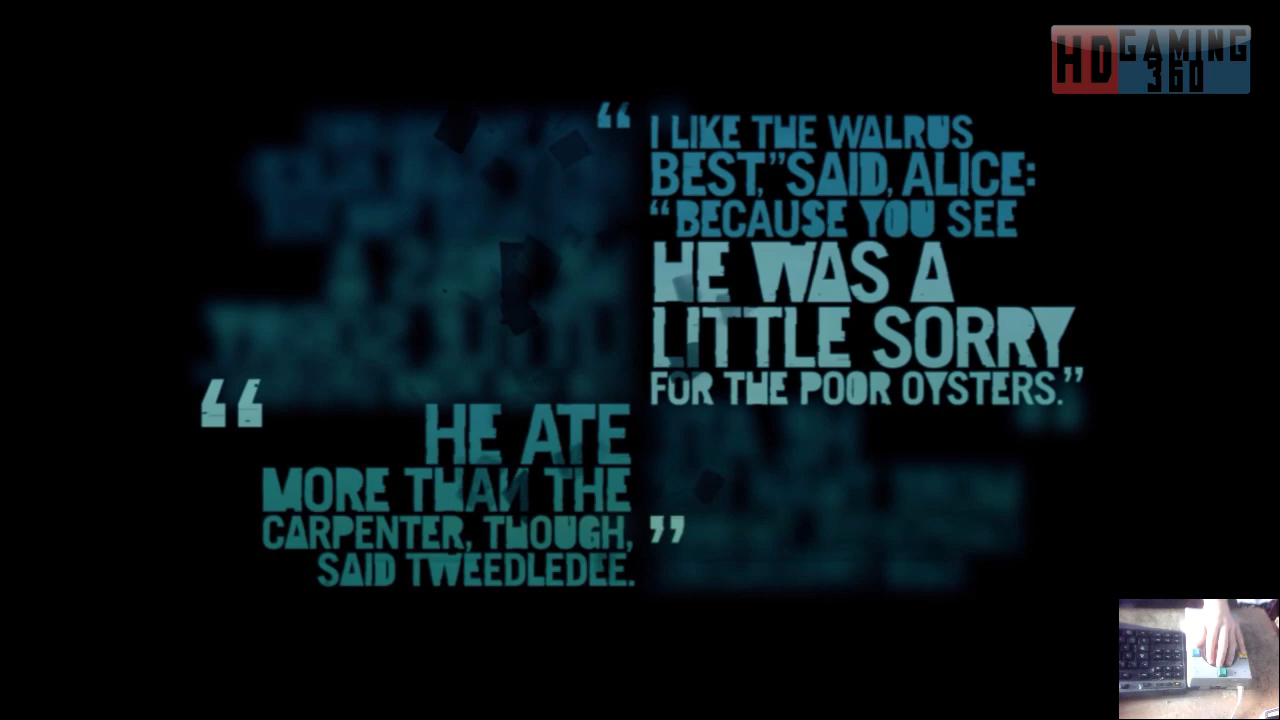 HD GAMING
360
“ I LIKE THE WALRUS
BEST,”SAID, ALICE:
“BECAUSE YOU SEE
HE WAS A
LITTLE SORRY
FOR THE POOR OYSTERS.”
“ HE ATE
MORE THAN THE
CARPENTER, THOUGH, ”
SAID TWEEDLEDEE.